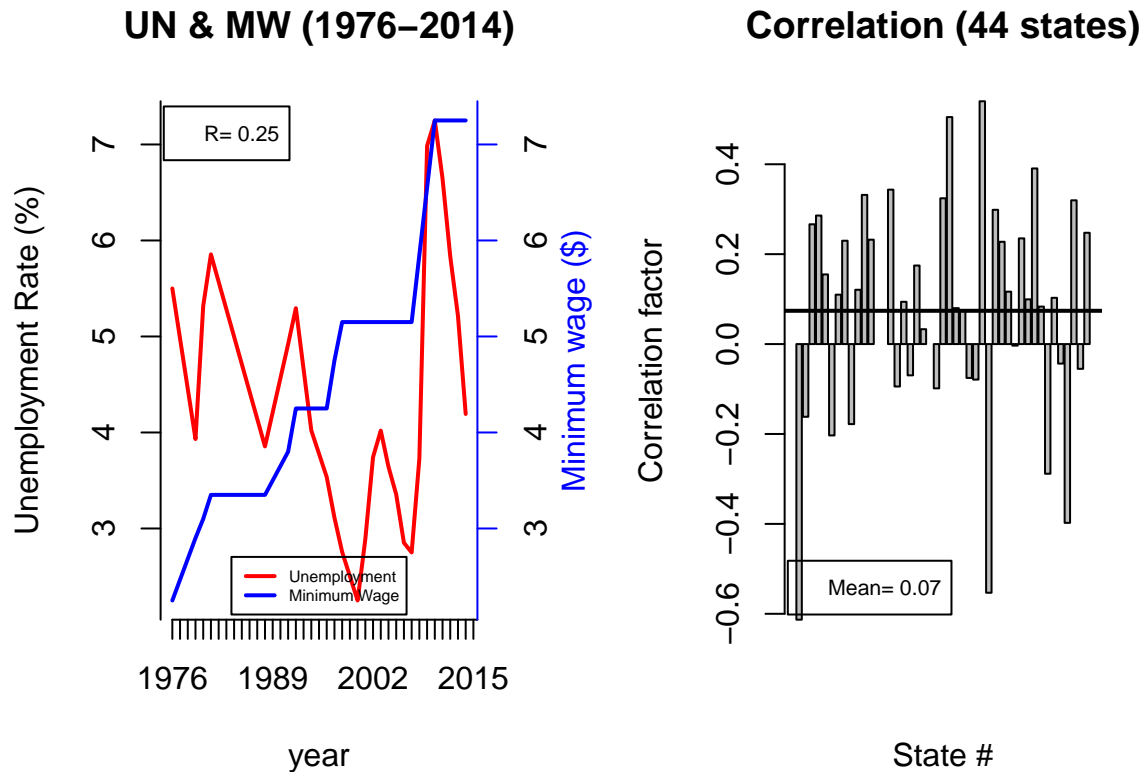 UN & MW (1976–2014)
R= 0.25
Unemployment Rate (%)
7
6
5
4
3
Minimum wage ($)
7
6
5
4
3
Unemployment
Minimum Wage
1976
1989
2002
2015
year
Correlation (44 states)
Correlation factor
0.4
0.2
0.0
−0.2
−0.4
−0.6
Mean= 0.07
State #